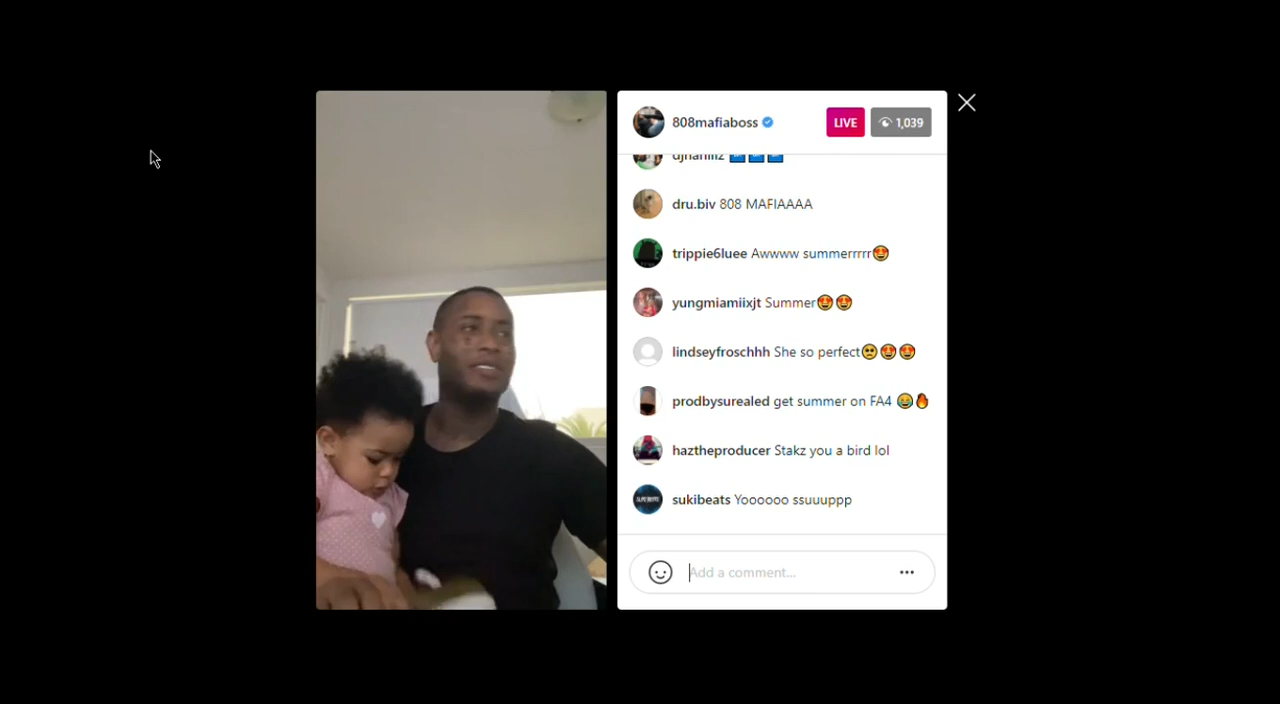 808mafiaboss LIVE 1,039
dru.biv 808 MAFIAAAA
trippie6luee Awwww summerrrrr😍
yungmiamiixjt Summer😍😍
lindseyfroschhh She so perfect🥺😍😍
prodbysurealed get summer on FA4 😂🔥
haztheproducer Stakz you a bird lol
sukibeats Yoooooo ssuuuppp
Add a comment...